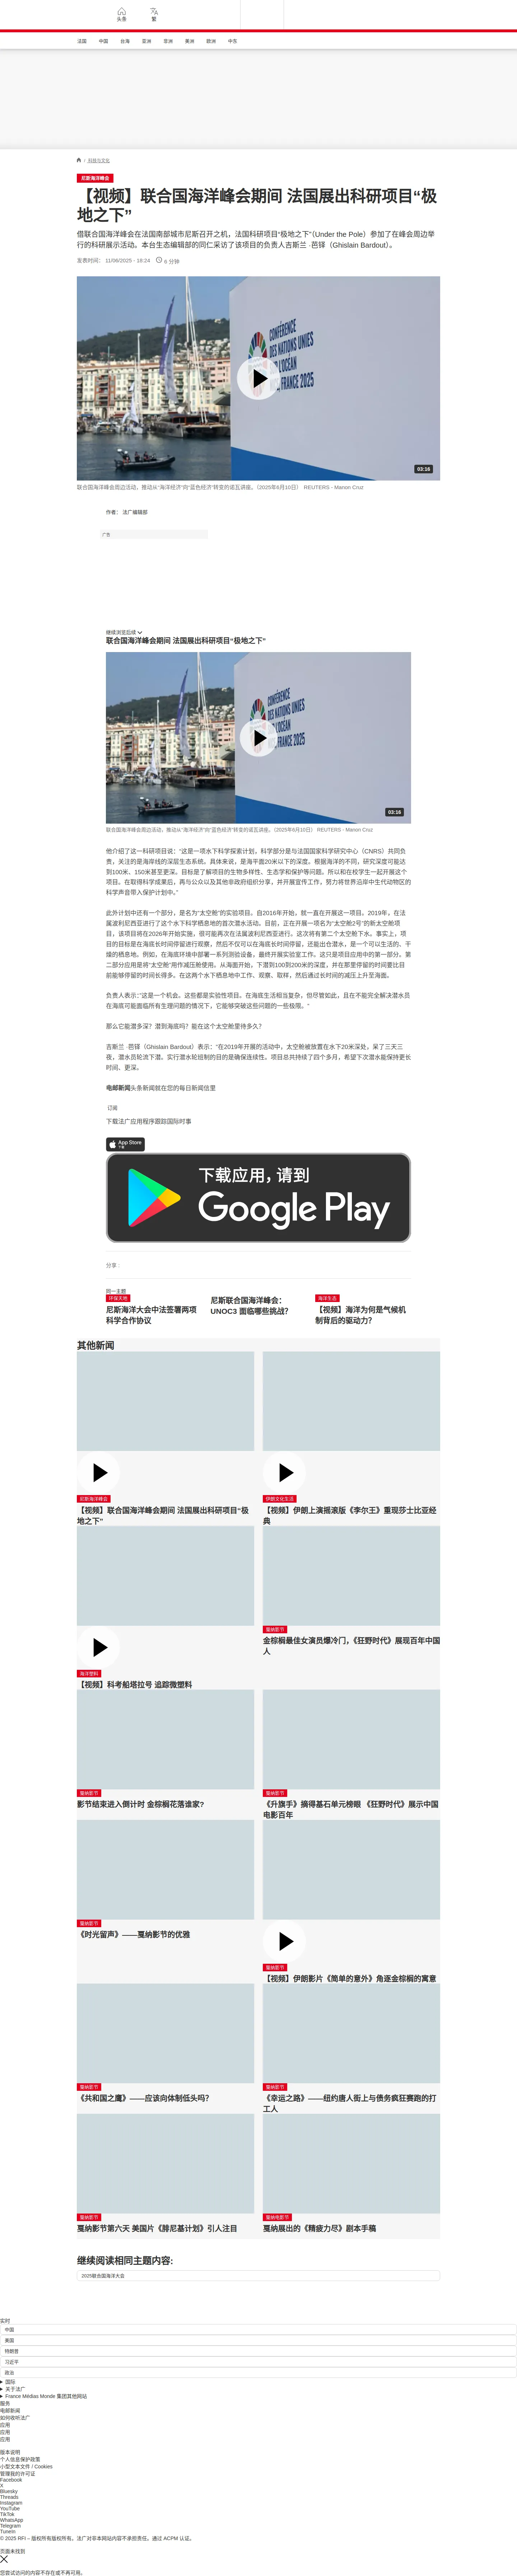 头条
繁
法国
中国
台海
亚洲
非洲
美洲
欧洲
中东
/ 科技与文化
尼斯海洋峰会
【视频】联合国海洋峰会期间 法国展出科研项目“极
地之下”
借联合国海洋峰会在法国南部城市尼斯召开之机，法国科研项目“极地之下”（Under the Pole）参加了在峰会周边举
行的科研展示活动。本台生态编辑部的同仁采访了该项目的负责人吉斯兰 ·芭铎（Ghislain Bardout）。
发表时间： 11/06/2025 - 18:24
6 分钟
CONFÉRENCE
DES NATIONS UNIES
L'OCÉAN
FRANCE 2025
03:16
联合国海洋峰会周边活动，推动从“海洋经济”向“蓝色经济”转变的诺瓦讲座。（2025年6月10日） REUTERS - Manon Cruz
作者： 法广编辑部
广告
继续浏览后续
联合国海洋峰会期间 法国展出科研项目“极地之下”
CONFÉRENCE
DES NATIONS UNIES
L'OCÉAN
FRANCE 2025
03:16
联合国海洋峰会周边活动，推动从“海洋经济”向“蓝色经济”转变的诺瓦讲座。（2025年6月10日） REUTERS - Manon Cruz
他介绍了这一科研项目说：“这是一项水下科学探索计划，科学部分是与法国国家科学研究中心（CNRS）共同负
责，关注的是海岸线的深层生态系统。具体来说，是海平面20米以下的深度。根据海洋的不同，研究深度可能达
到100米、150米甚至更深。目标是了解项目的生物多样性、生态学和保护等问题。所以和在校学生一起开展这个
项目。在取得科学成果后，再与公众以及其他非政府组织分享，并开展宣传工作，努力将世界沿岸中生代动物区的
科学声音带入保护计划中。”
此外计划中还有一个部分，是名为“太空舱”的实验项目。自2016年开始，就一直在开展这一项目。2019年，在法
属波利尼西亚进行了这个水下科学栖息地的首次潜水活动。目前，正在开展一项名为“太空舱2号”的新太空舱项
目，该项目将在2026年开始实施，很可能再次在法属波利尼西亚进行。这次将有第二个太空舱下水。事实上，项
目的目标是在海底长时间停留进行观察，然后不仅可以在海底长时间停留，还能出仓潜水，是一个可以生活的、干
燥的栖息地。例如，在海底环境中部署一系列测验设备，最终开展实验室工作。这只是项目应用中的第一部分。第
二部分应用是将“太空舱”用作减压舱使用。从海面开始，下潜到100到200米的深度，并在那里停留的时间要比目
前能够停留的时间长得多。在这两个水下栖息地中工作、观察、取样，然后通过长时间的减压上升至海面。
负责人表示：“这是一个机会。这些都是实验性项目。在海底生活相当复杂，但尽管如此，且在不能完全解决潜水员
在海底可能面临所有生理问题的情况下，它能够突破这些问题的一些极限。”
那么它能潜多深？潜到海底吗？能在这个太空舱里待多久？
吉斯兰 ·芭铎（Ghislain Bardout）表示：“在2019年开展的活动中，太空舱被放置在水下20米深处，呆了三天三
夜，潜水员轮流下潜。实行潜水轮班制的目的是确保连续性。项目总共持续了四个多月，希望下次潜水能保持更长
时间、更深。
电邮新闻头条新闻就在您的每日新闻信里
订阅
下载法广应用程序跟踪国际时事
App Store
下载
下载应用，请到
Google Play
分享 :
同一主题
环保天地
尼斯海洋大会中法签署两项
科学合作协议
尼斯联合国海洋峰会：
UNOC3 面临哪些挑战？
海洋生态
【视频】海洋为何是气候机
制背后的驱动力？
其他新闻
尼斯海洋峰会
【视频】联合国海洋峰会期间 法国展出科研项目“极
地之下”
伊朗文化生活
【视频】伊朗上演摇滚版《李尔王》重现莎士比亚经
典
海洋塑料
【视频】科考船塔拉号 追踪微塑料
戛纳影节
金棕榈最佳女演员爆冷门，《狂野时代》展现百年中国
人
戛纳影节
影节结束进入倒计时 金棕榈花落谁家？
戛纳影节
《升旗手》摘得基石单元榜眼 《狂野时代》展示中国
电影百年
戛纳影节
《时光留声》——戛纳影节的优雅
戛纳影节
【视频】伊朗影片《简单的意外》角逐金棕榈的寓意
戛纳影节
《共和国之鹰》——应该向体制低头吗？
戛纳影节
《幸运之路》——纽约唐人街上与债务疯狂赛跑的打
工人
戛纳影节
戛纳影节第六天 美国片《腓尼基计划》引人注目
戛纳电影节
戛纳展出的《精疲力尽》剧本手稿
继续阅读相同主题内容:
2025联合国海洋大会
实时
中国
美国
特朗普
习近平
政治
国际
关于法广
France Médias Monde 集团其他网站
服务
电邮新闻
如何收听法广
应用
应用
应用
版本说明
个人信息保护政策
小型文本文件 / Cookies
管理我的许可证
Facebook
X
Bluesky
Threads
Instagram
YouTube
TikTok
WhatsApp
Telegram
TuneIn
© 2025 RFI – 版权所有版权所有。法广对非本网站内容不承担责任。通过 ACPM 认证。
页面未找到
您尝试访问的内容不存在或不再可用。